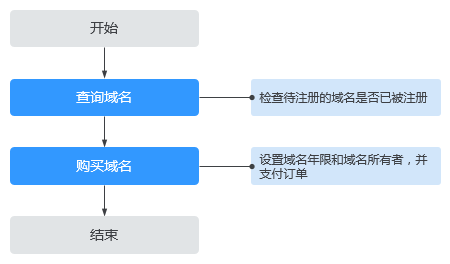 开始
查询域名
检查待注册的域名是否已被注册
购买域名
设置域名年限和域名所有者，并
支付订单
结束